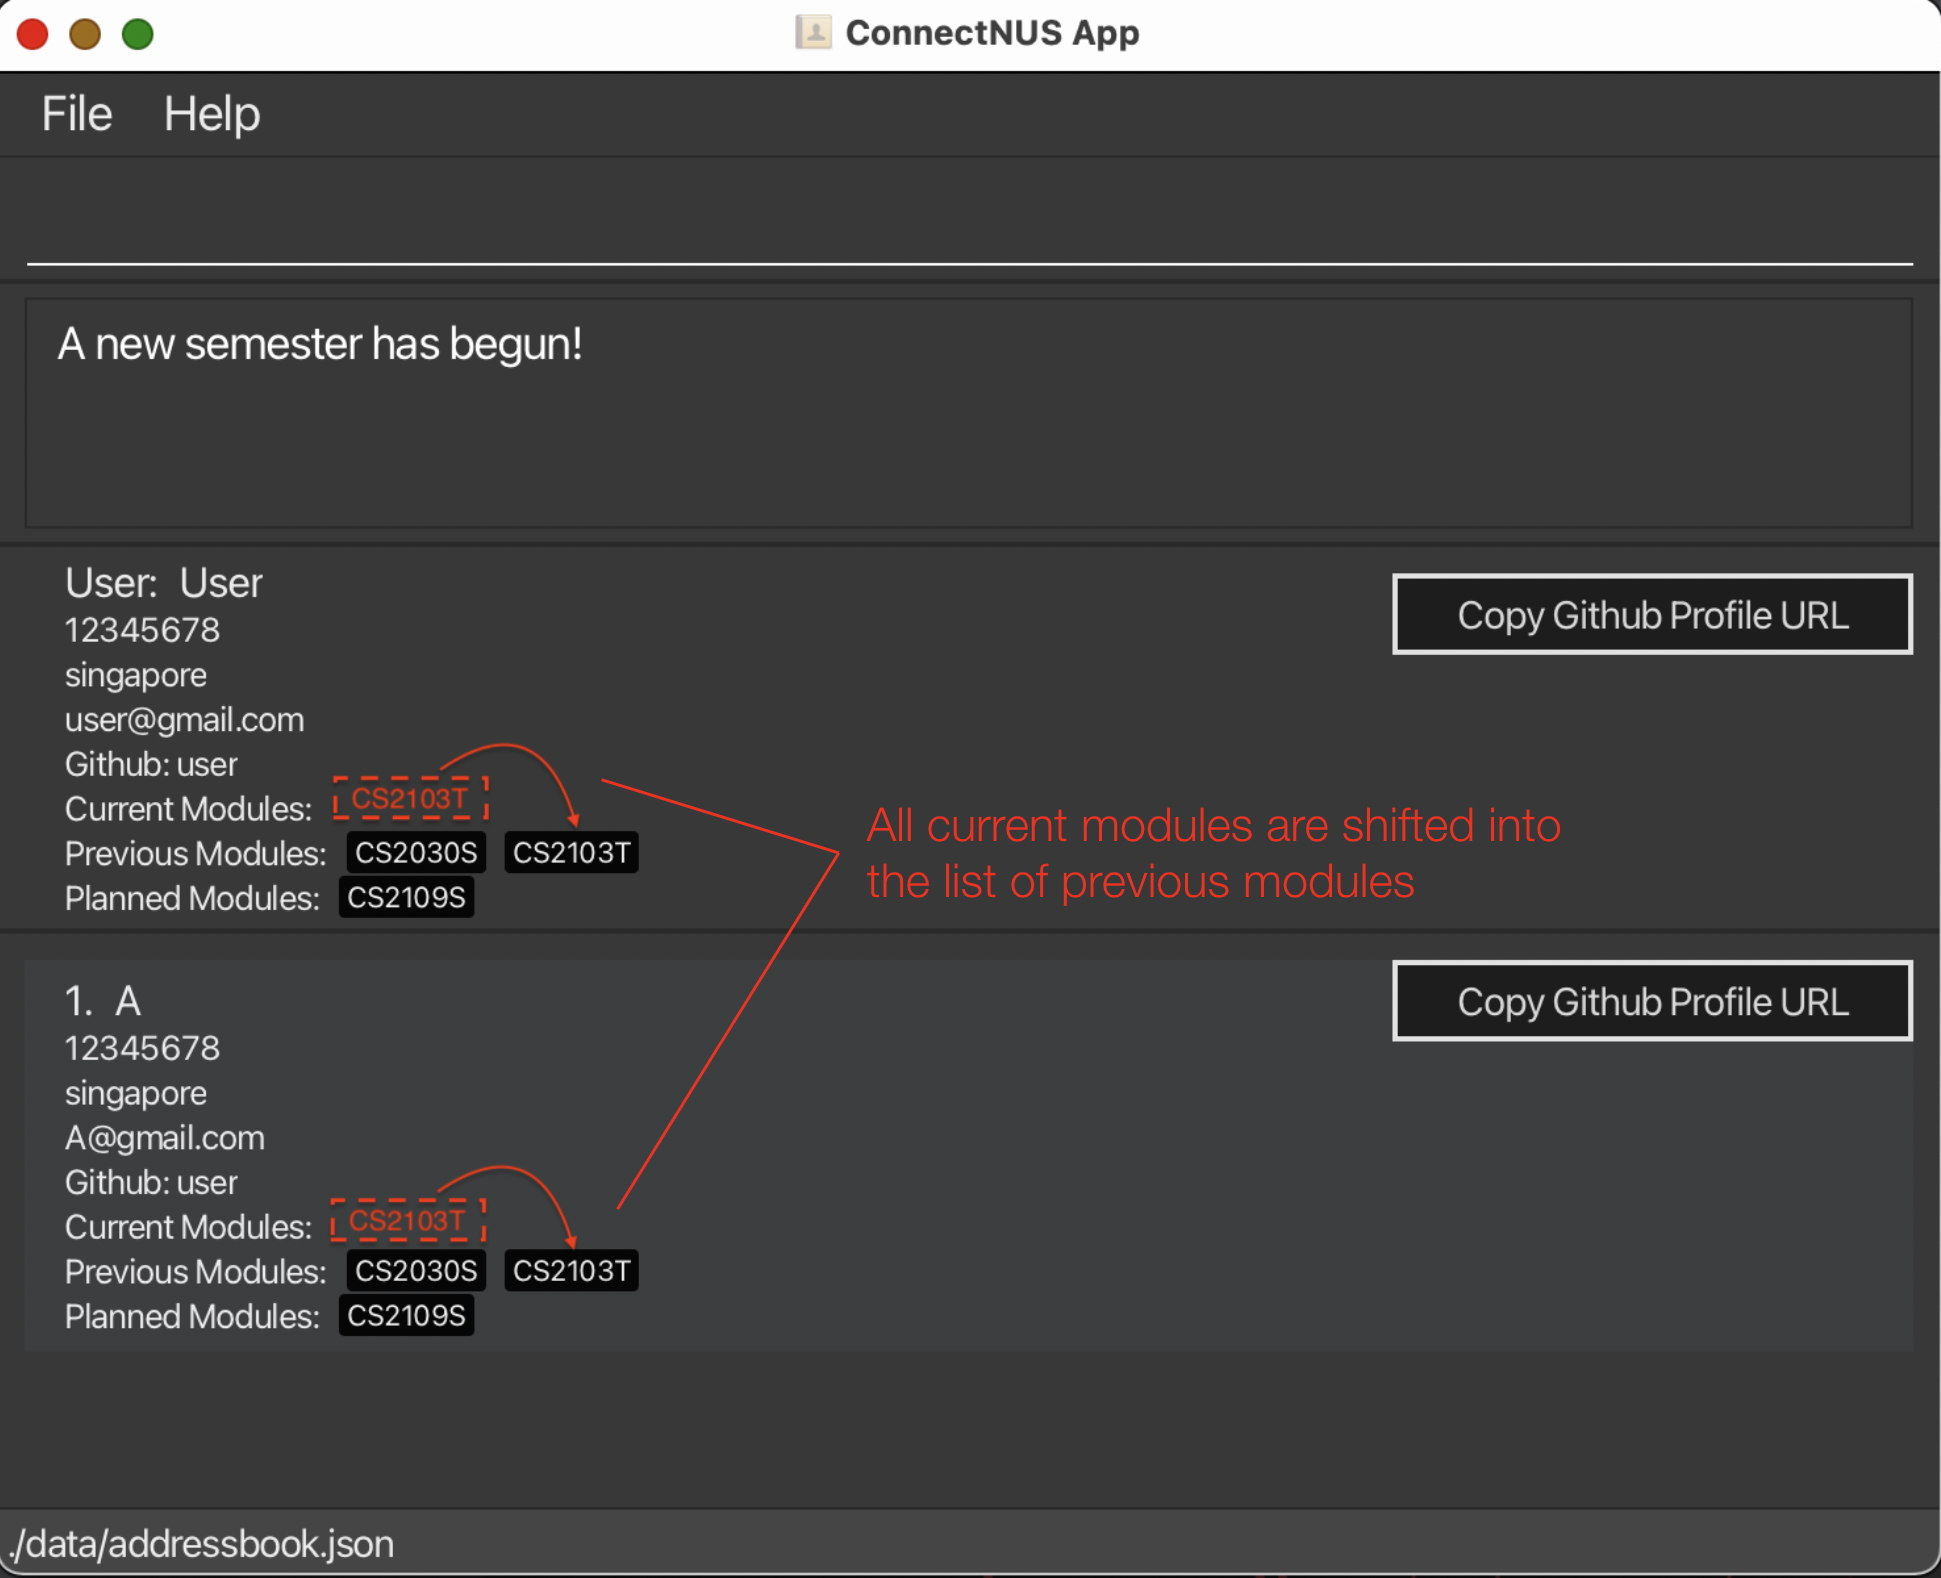 ConnectNUS App
File Help
A new semester has begun!
User: User
Copy Github Profile URL
12345678
singapore
user@gmail.com
Github: user
Current Modules: CS2103T
Previous Modules: CS2030S CS2103T
Planned Modules: CS2109S
All current modules are shifted into
the list of previous modules
1. A
Copy Github Profile URL
12345678
singapore
A@gmail.com
Github: user
Current Modules: CS2103T
Previous Modules: CS2030S CS2103T
Planned Modules: CS2109S
./data/addressbook.json